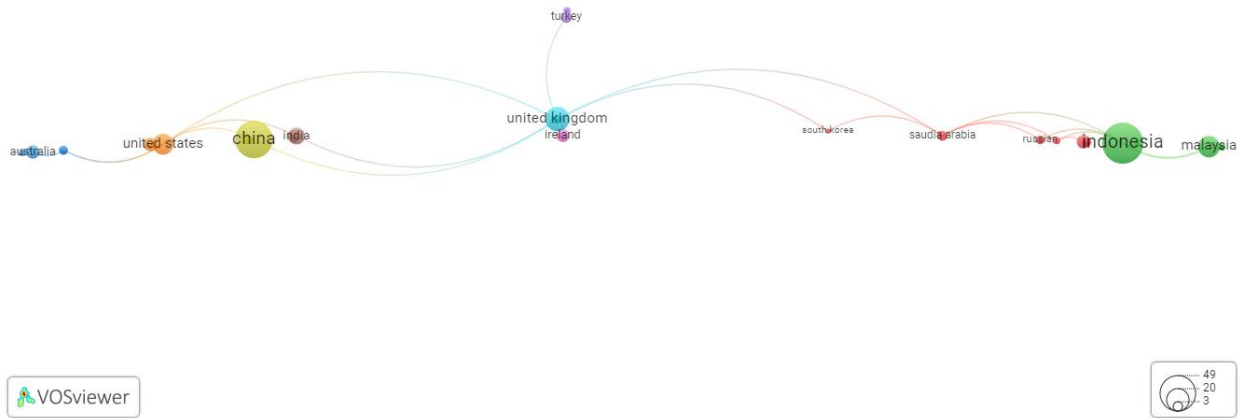 turkey
united kingdom
ireland
south korea
saudia arabia
russian
indonesia
malaysia
australia
united states
china
india
VOSviewer
49
20
3